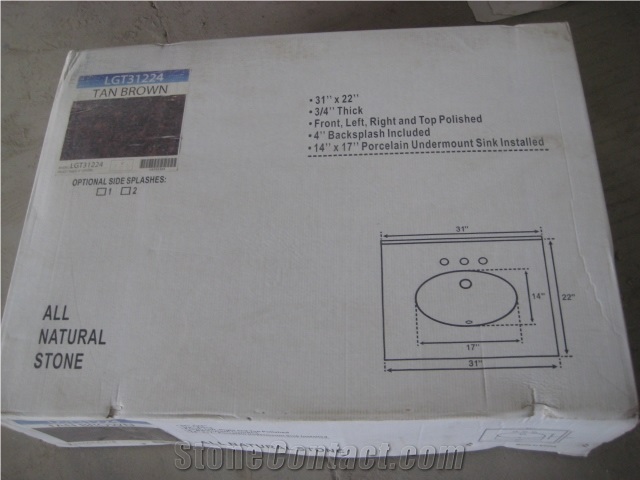 LGT31224
TAN BROWN
LGT31224
OPTIONAL SIDE SPLASHES:
1 2
• 31" x 22"
• 3/4" Thick
• Front, Left, Right and Top Polished
• 4" Backsplash Included
• 14" x 17" Porcelain Undermount Sink Installed
31"
14"
22"
17"
31"
ALL
NATURAL
STONE
ALL NATURAL
StoneContact.com